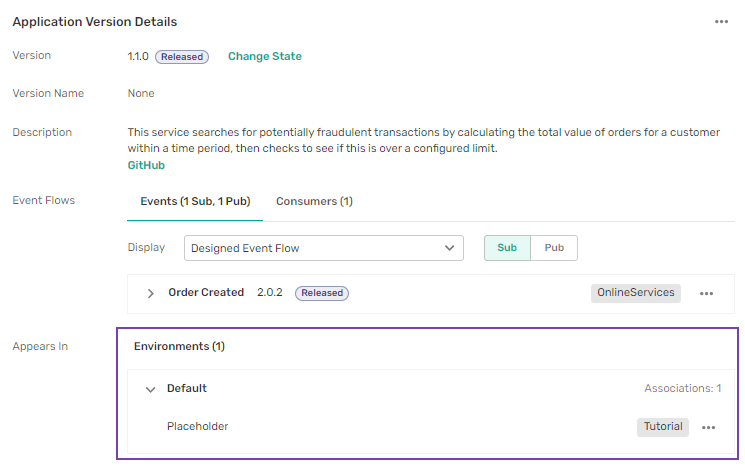 Application Version Details
Version 1.1.0 Released Change State
Version Name None
Description This service searches for potentially fraudulent transactions by calculating the total value of orders for a customer
within a time period, then checks to see if this is over a configured limit.
GitHub
Event Flows Events (1 Sub, 1 Pub) Consumers (1)
Display Designed Event Flow Sub Pub
Order Created 2.0.2 Released OnlineServices
Appears In Environments (1)
Default Associations: 1
Placeholder Tutorial